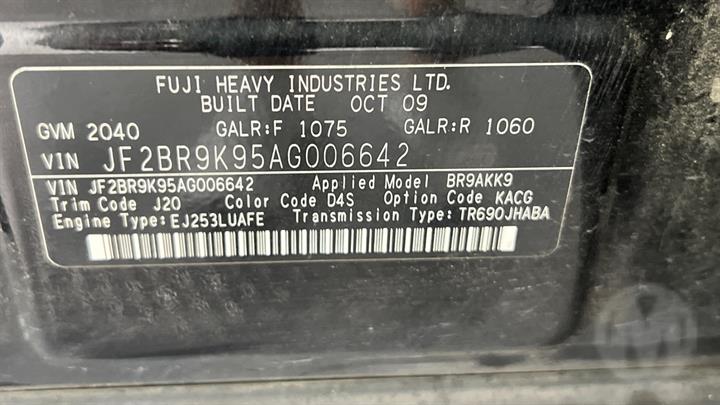 FUJI HEAVY INDUSTRIES LTD.
BUILT DATE OCT 09
GVM 2040 GALR:F 1075 GALR:R 1060
VIN JF2BR9K95AG006642
VIN JF2BR9K95AG006642 Applied Model BR9AKK9
Trim Code J20 Color Code D4S Option Code KACG
Engine Type:EJ253LUAFE Transmission Type:TR690JHABA
M